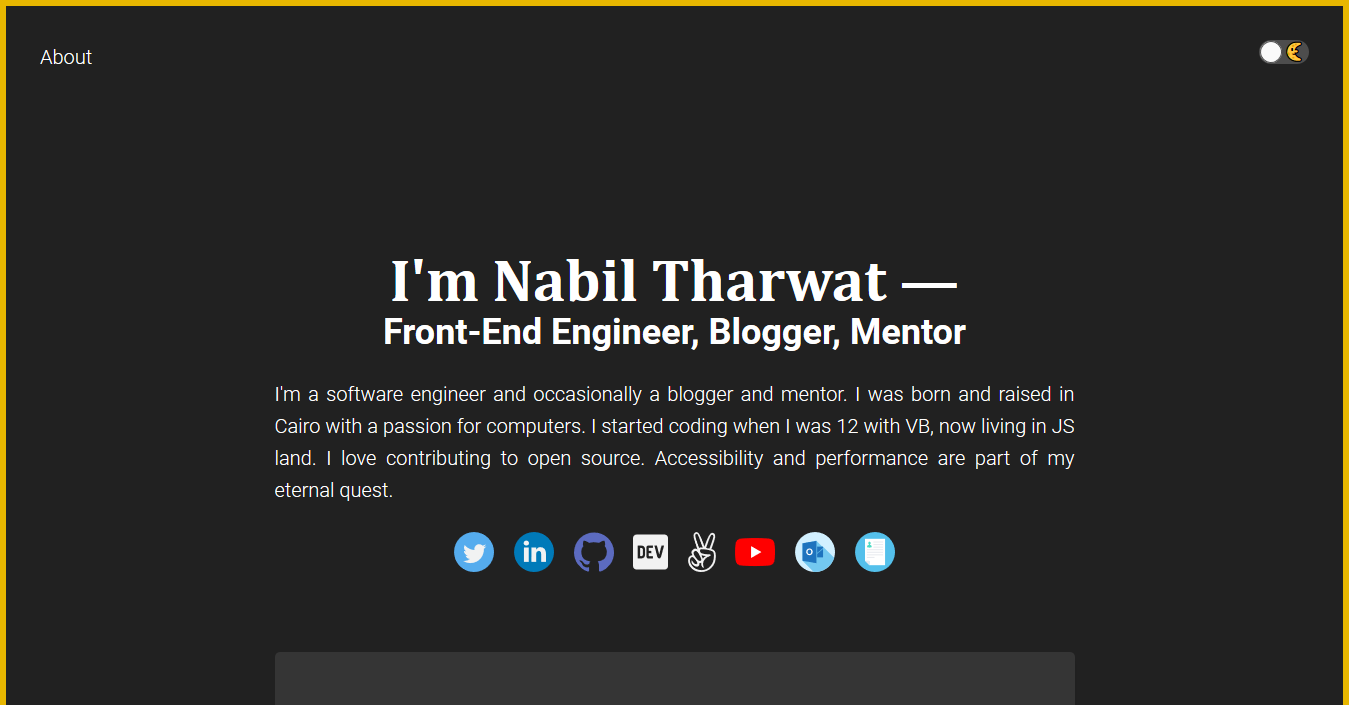 About
I'm Nabil Tharwat —
Front-End Engineer, Blogger, Mentor
I'm a software engineer and occasionally a blogger and mentor. I was born and raised in
Cairo with a passion for computers. I started coding when I was 12 with VB, now living in JS
land. I love contributing to open source. Accessibility and performance are part of my
eternal quest.
in DEV o